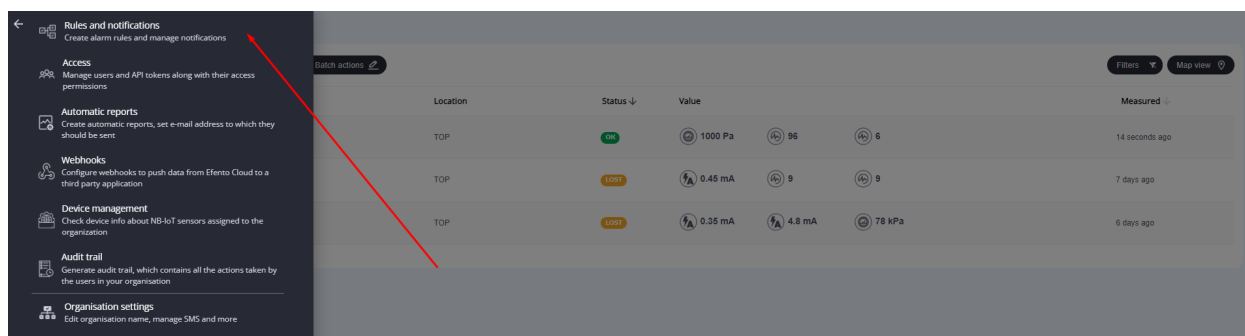 Rules and notifications
Create alarm rules and manage notifications
Access
Manage users and API tokens along with their access
permissions
Automatic reports
Create automatic reports, set e-mail address to which they
should be sent
Webhooks
Configure webhooks to push data from Efento Cloud to a
third party application
Device management
Check device info about NB-IoT sensors assigned to the
organization
Audit trail
Generate audit trail, which contains all the actions taken by
the users in your organisation
Organisation settings
Edit organisation name, manage SMS and more
Batch actions
Filters
Map view
Location Status Value Measured
TOP OK 1000 Pa 96 6 14 seconds ago
TOP LOST 0.45 mA 9 9 7 days ago
TOP LOST 0.35 mA 4.8 mA 78 kPa 6 days ago